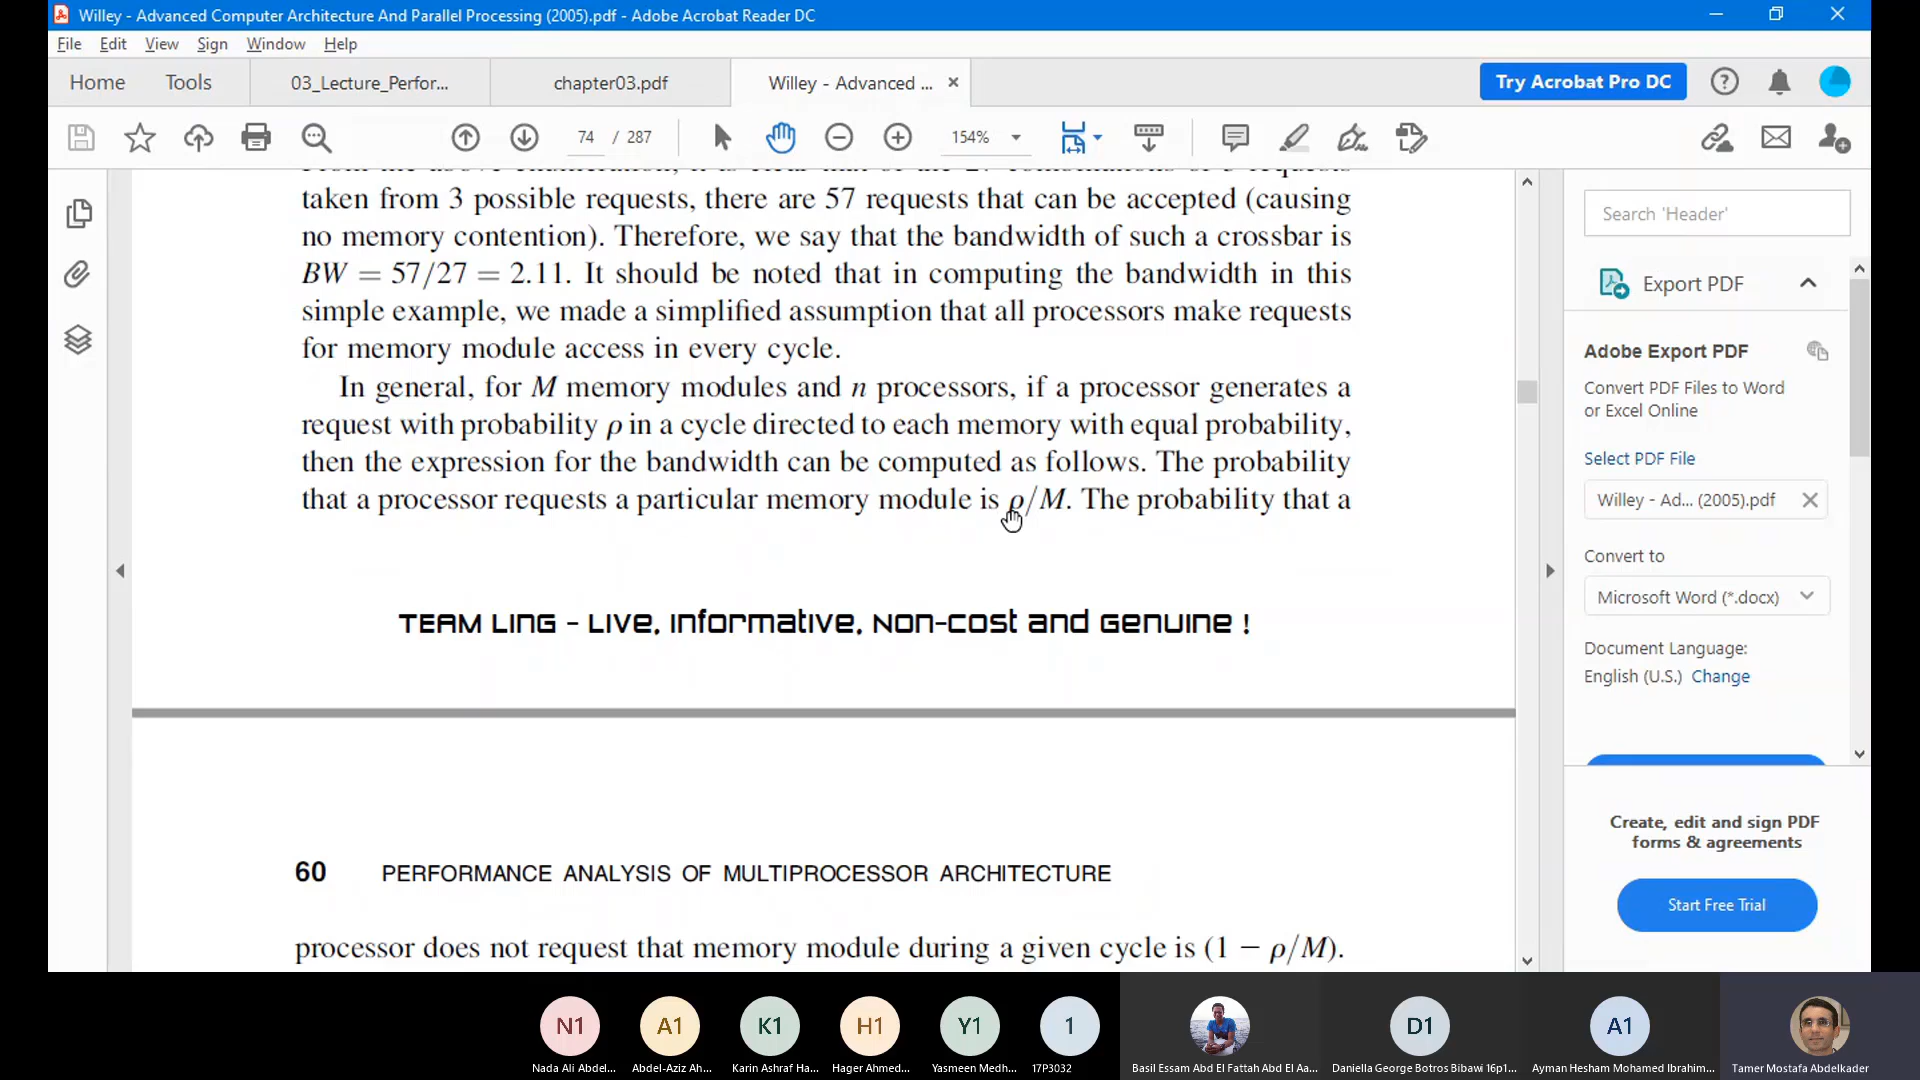 Willey - Advanced Computer Architecture And Parallel Processing (2005).pdf - Adobe Acrobat Reader DC
File Edit View Sign Window Help
Home Tools 03_Lecture_Perfor... chapter03.pdf Willey - Advanced ... Try Acrobat Pro DC
74 / 287 154%
taken from 3 possible requests, there are 57 requests that can be accepted (causing
no memory contention). Therefore, we say that the bandwidth of such a crossbar is
BW = 57/27 = 2.11. It should be noted that in computing the bandwidth in this
simple example, we made a simplified assumption that all processors make requests
for memory module access in every cycle.
In general, for M memory modules and n processors, if a processor generates a
request with probability ρ in a cycle directed to each memory with equal probability,
then the expression for the bandwidth can be computed as follows. The probability
that a processor requests a particular memory module is ρ/M. The probability that a
TEAM LING - Live, Informative, Non-cost and Genuine !
60 PERFORMANCE ANALYSIS OF MULTIPROCESSOR ARCHITECTURE
processor does not request that memory module during a given cycle is (1 − ρ/M).
Search 'Header'
Export PDF
Adobe Export PDF
Convert PDF Files to Word
or Excel Online
Select PDF File
Willey - Ad... (2005).pdf
Convert to
Microsoft Word (*.docx)
Document Language:
English (U.S.) Change
Create, edit and sign PDF
forms & agreements
Start Free Trial
N1 A1 K1 H1 Y1 1 D1 A1
Nada Ali Abdel... Abdel-Aziz Ah... Karin Ashraf Ha... Hager Ahmed... Yasmeen Medh... 17P3032 Basil Essam Abd El Fattah Abd El Aa... Daniella George Botros Bibawi 16p1... Ayman Hesham Mohamed Ibrahim... Tamer Mostafa Abdelkader